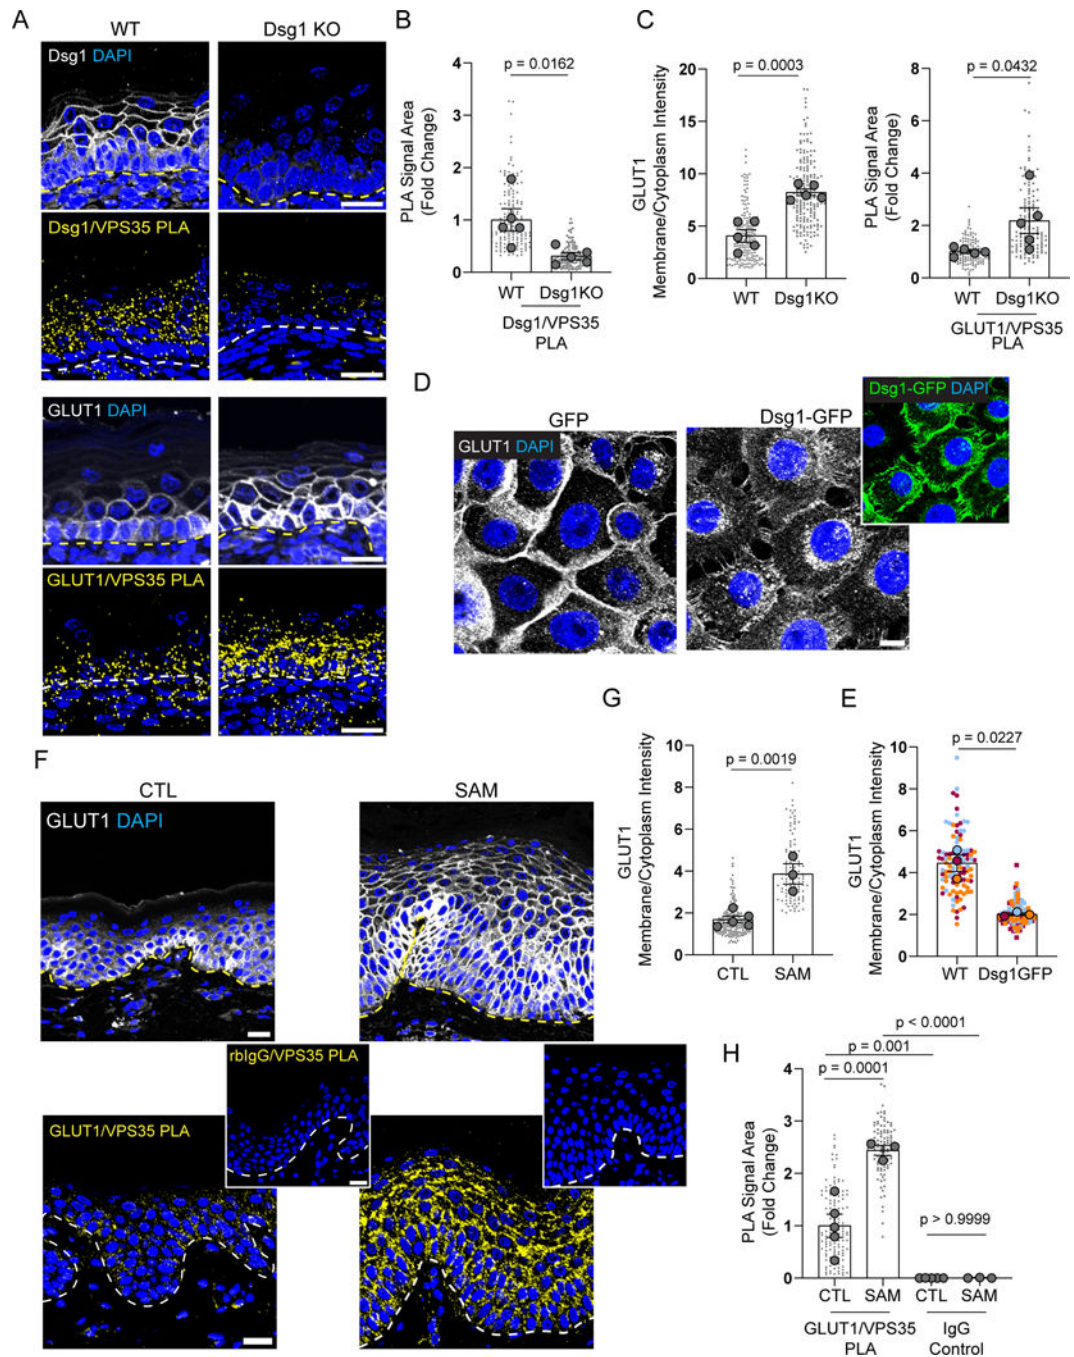 A
WT
Dsg1 KO
Dsg1 DAPI
Dsg1/VPS35 PLA
GLUT1 DAPI
GLUT1/VPS35 PLA
B
p = 0.0162
PLA Signal Area
(Fold Change)
4
3
2
1
0
WT
Dsg1KO
Dsg1/VPS35
PLA
C
p = 0.0003
GLUT1
Membrane/Cytoplasm Intensity
20
15
10
5
0
WT
Dsg1KO
p = 0.0432
PLA Signal Area
(Fold Change)
8
6
4
2
0
WT
Dsg1KO
GLUT1/VPS35
PLA
D
GFP
Dsg1-GFP
GLUT1 DAPI
Dsg1-GFP DAPI
G
p = 0.0019
GLUT1
Membrane/Cytoplasm Intensity
10
8
6
4
2
0
CTL
SAM
E
p = 0.0227
GLUT1
Membrane/Cytoplasm Intensity
10
8
6
4
2
0
WT
Dsg1GFP
F
CTL
SAM
GLUT1 DAPI
rbIgG/VPS35 PLA
GLUT1/VPS35 PLA
H
p < 0.0001
p = 0.001
p = 0.0001
p > 0.9999
PLA Signal Area
(Fold Change)
4
3
2
1
0
CTL
SAM
CTL
SAM
GLUT1/VPS35
PLA
IgG
Control